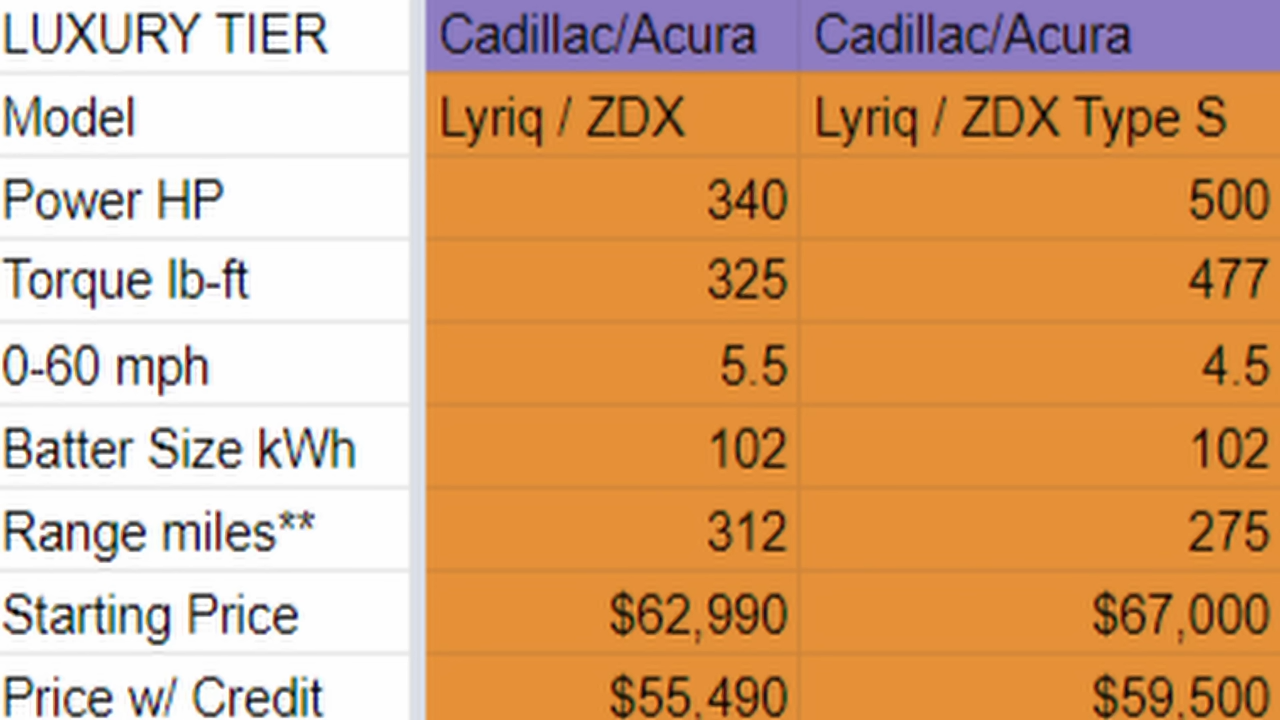 LUXURY TIER Cadillac/Acura Cadillac/Acura
Model Lyriq / ZDX Lyriq / ZDX Type S
Power HP 340 500
Torque lb-ft 325 477
0-60 mph 5.5 4.5
Batter Size kWh 102 102
Range miles** 312 275
Starting Price $62,990 $67,000
Price w/ Credit $55,490 $59,500